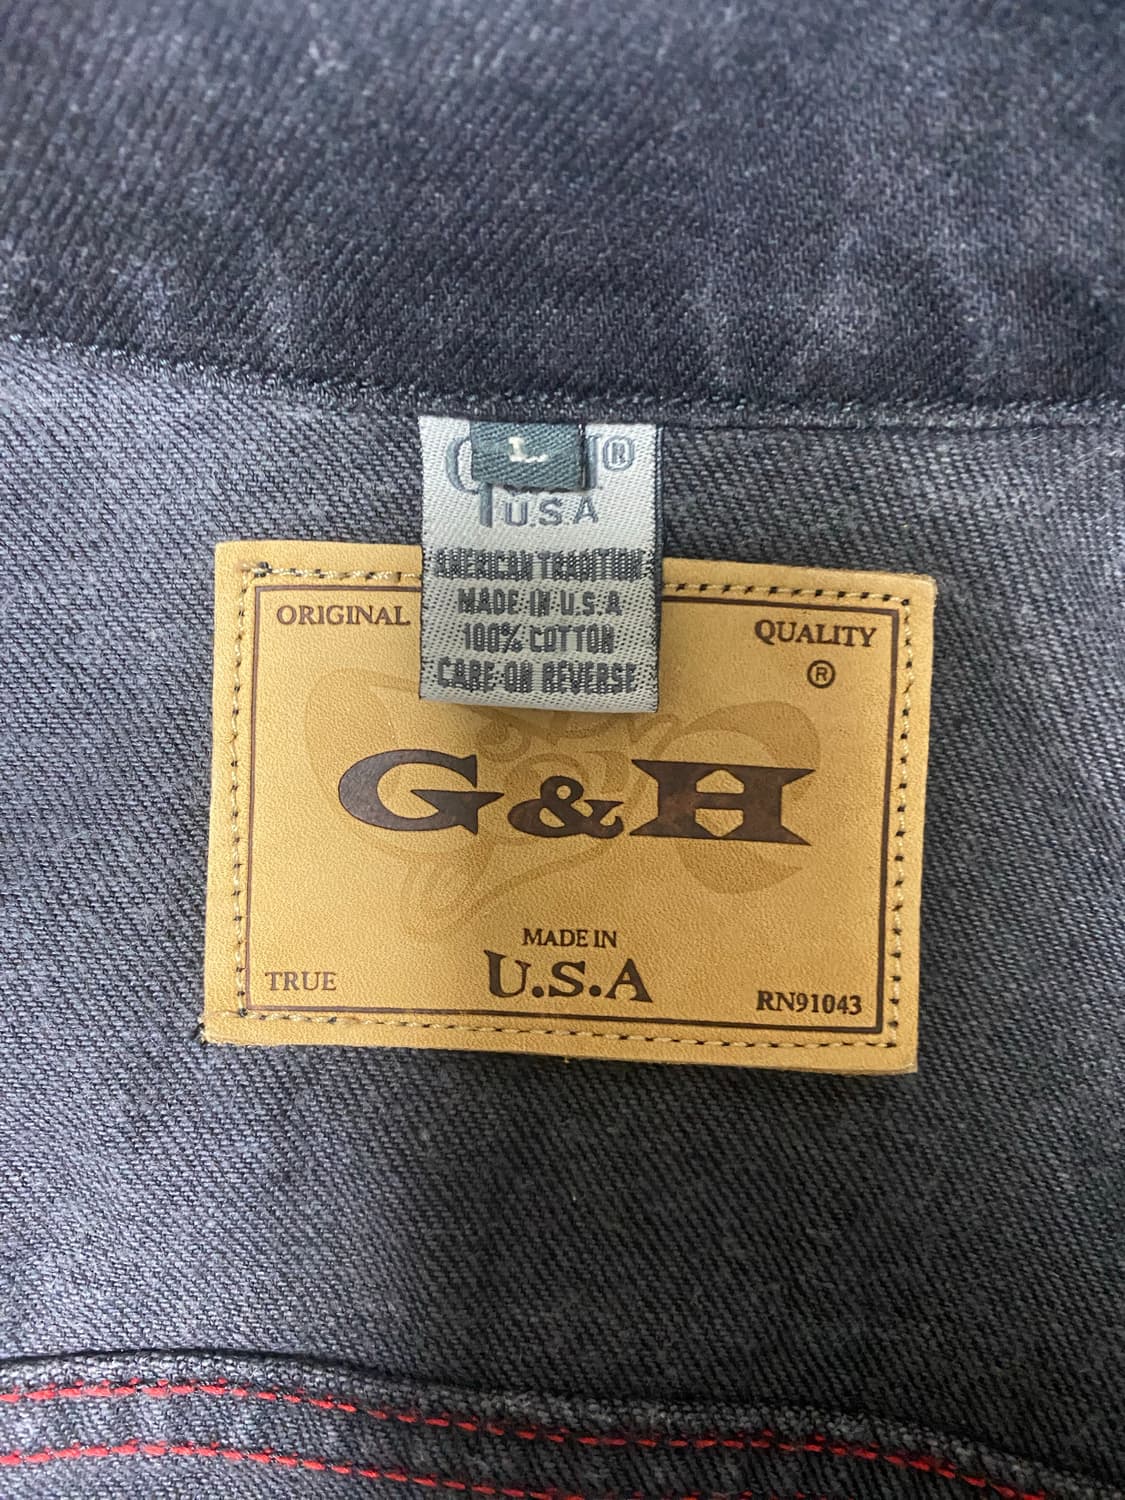 L
®
U.S.A
AMERICAN TRADITION
MADE IN U.S.A
100% COTTON
CARE ON REVERSE
ORIGINAL
QUALITY
®
G&H
MADE IN
U.S.A
TRUE
RN91043